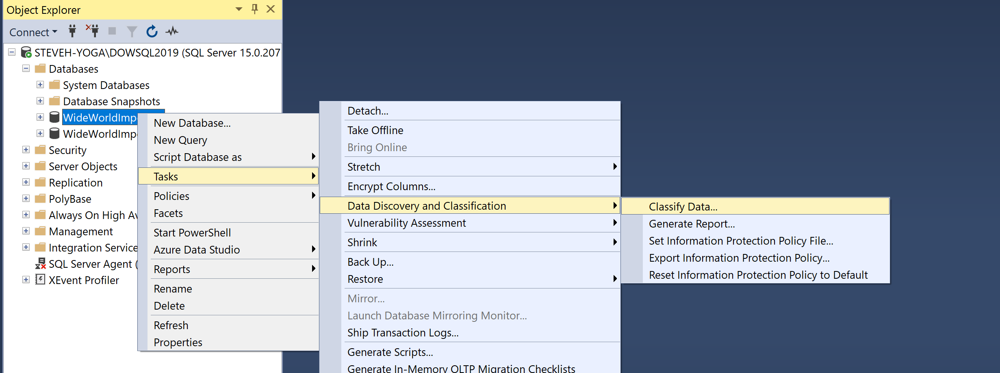 Object Explorer
Connect
STEVEH-YOGA\DOWSQL2019 (SQL Server 15.0.207
Databases
System Databases
Database Snapshots
WideWorldImp
WideWorldImp
Security
Server Objects
Replication
PolyBase
Always On High Av
Management
Integration Service
SQL Server Agent (
XEvent Profiler
New Database...
New Query
Script Database as
Tasks
Policies
Facets
Start PowerShell
Azure Data Studio
Reports
Rename
Delete
Refresh
Properties
Detach...
Take Offline
Bring Online
Stretch
Encrypt Columns...
Data Discovery and Classification
Vulnerability Assessment
Shrink
Back Up...
Restore
Mirror...
Launch Database Mirroring Monitor...
Ship Transaction Logs...
Generate Scripts...
Generate In-Memory OLTP Migration Checklists
Classify Data...
Generate Report...
Set Information Protection Policy File...
Export Information Protection Policy...
Reset Information Protection Policy to Default